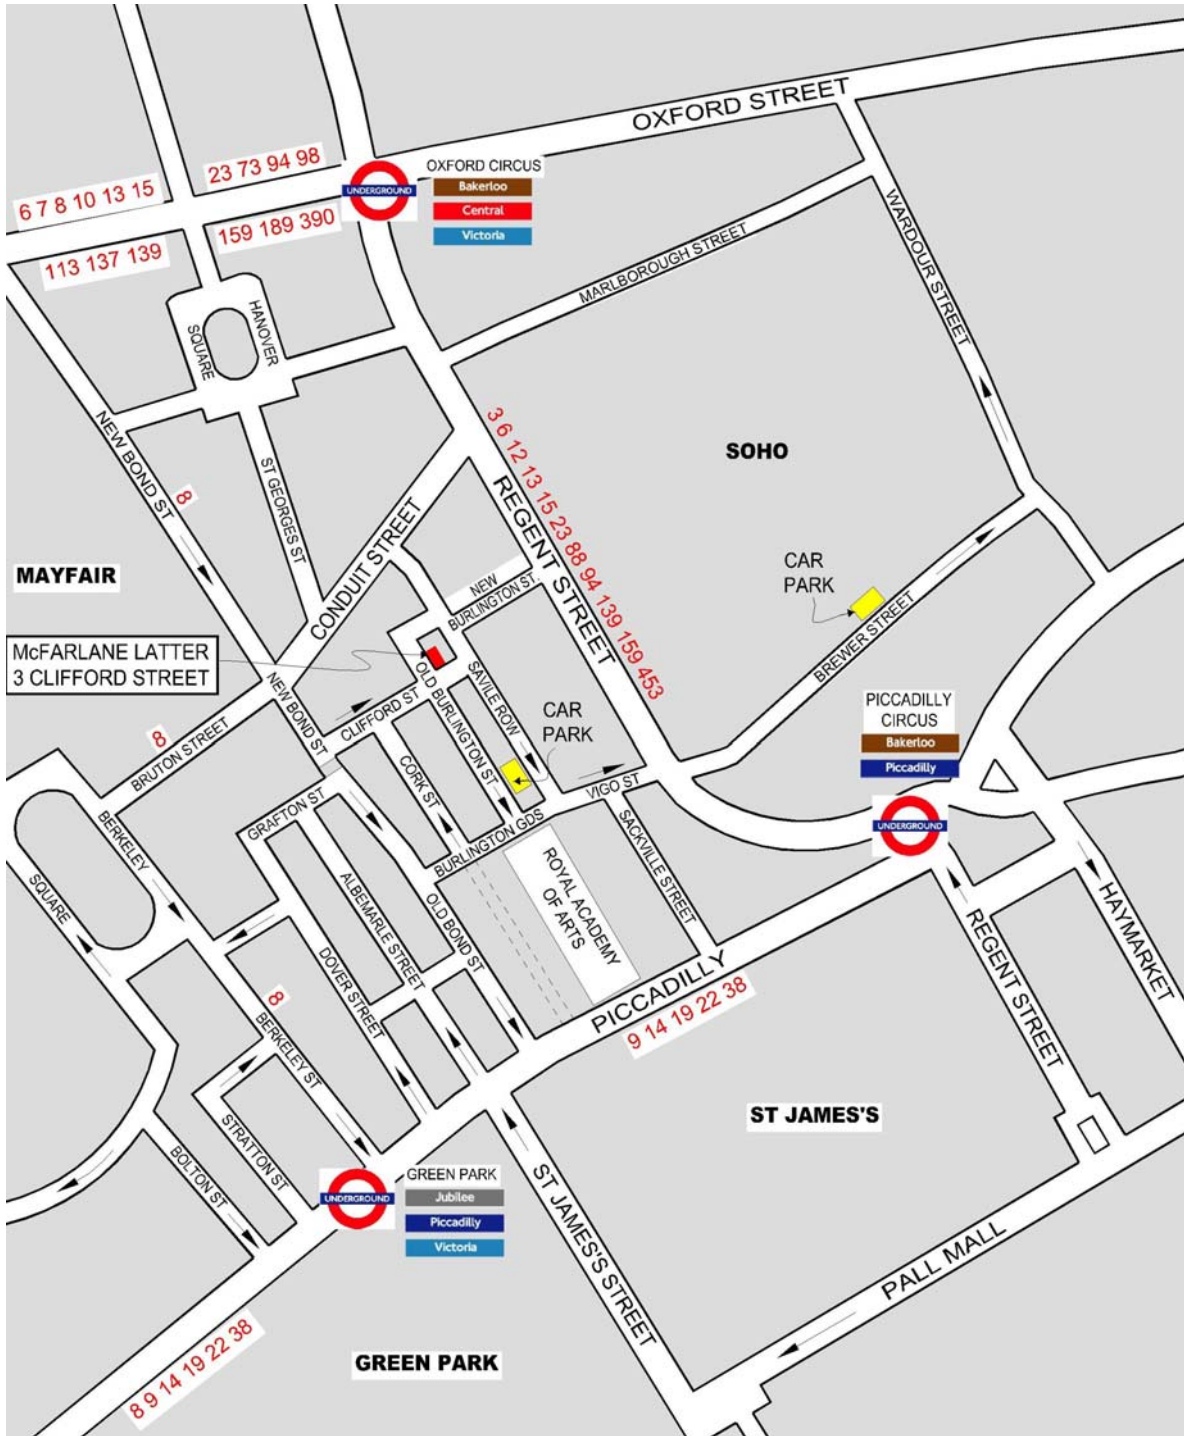 OXFORD STREET
23 73 94 98
OXFORD CIRCUS
UNDERGROUND
Bakerloo
Central
Victoria
6 7 8 10 13 15
159 189 390
113 137 139
WARDOUR STREET
MARLBOROUGH STREET
HANOVER
SQUARE
NEW BOND ST
8
ST GEORGES ST
3 6 12 13 15 23 88 94 139 159 453
REGENT STREET
SOHO
CONDUIT STREET
MAYFAIR
NEW
BURLINGTON ST.
CAR
PARK
BREWER STREET
McFARLANE LATTER
3 CLIFFORD STREET
NEW BOND ST
CLIFFORD ST
OLD BURLINGTON ST
SAVILE ROW
CAR
PARK
PICCADILLY
CIRCUS
Bakerloo
Piccadilly
UNDERGROUND
8
BRUTON STREET
CORK ST
VIGO ST
GRAFTON ST
BURLINGTON GDS
SACKVILLE STREET
BERKELEY
SQUARE
ALBEMARLE STREET
OLD BOND ST
ROYAL ACADEMY
OF ARTS
DOVER STREET
PICCADILLY
9 14 19 22 38
REGENT STREET
HAYMARKET
8
BERKELEY ST
STRATTON ST
BOLTON ST
ST JAMES'S
UNDERGROUND
GREEN PARK
Jubilee
Piccadilly
Victoria
ST JAMES'S STREET
PALL MALL
8 9 14 19 22 38
GREEN PARK